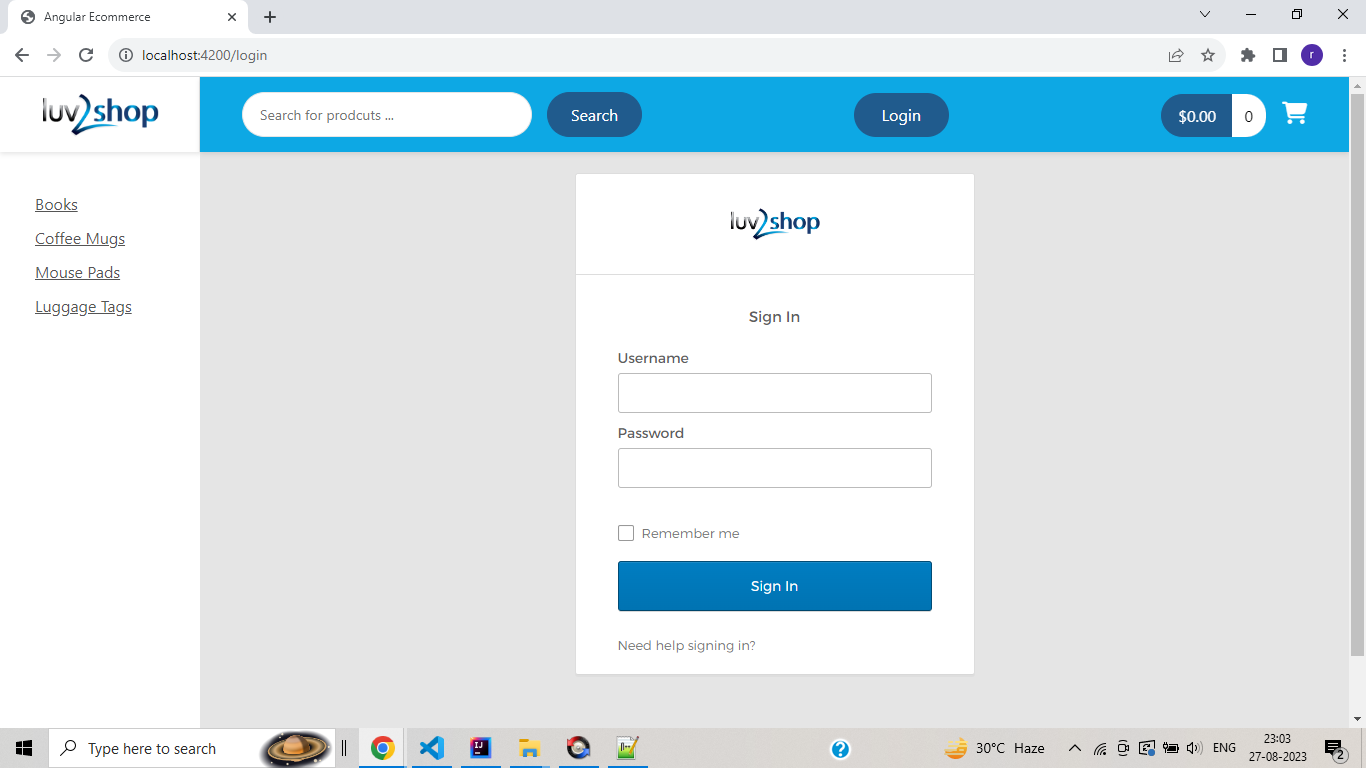 Angular Ecommerce
localhost:4200/login
r
luv2shop
Search for prodcuts ...
Search
Login
$0.00
0
Books
Coffee Mugs
Mouse Pads
Luggage Tags
luv2shop
Sign In
Username
Password
Remember me
Sign In
Need help signing in?
Type here to search
30°C Haze
ENG
23:03
27-08-2023
2